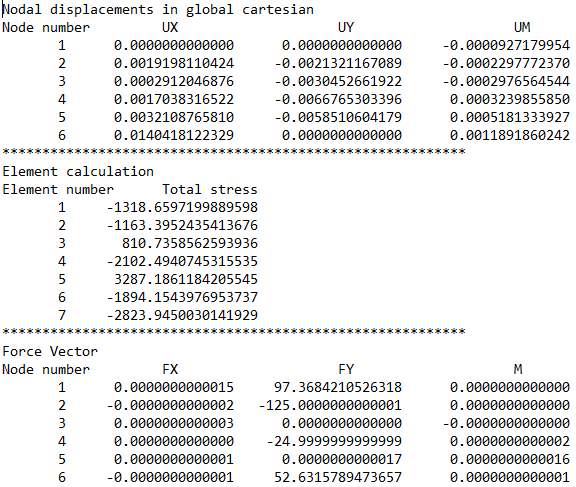 Nodal displacements in global cartesian
Node number UX UY UM
1 0.0000000000000 0.0000000000000 -0.0000927179954
2 0.0019198110424 -0.0021321167089 -0.0002297772370
3 0.0002912046876 -0.0030452661922 -0.0002976564544
4 0.0017038316522 -0.0066765303396 0.0003239855850
5 0.0032108765810 -0.0058510604179 0.0005181333927
6 0.0140418122329 0.0000000000000 0.0011891860242
**********************************************************
Element calculation
Element number Total stress
1 -1318.6597199889598
2 -1163.3952435413676
3 810.7358562593936
4 -2102.4940745315535
5 3287.1861184205545
6 -1894.1543976953737
7 -2823.9450030141929
**********************************************************
Force Vector
Node number FX FY M
1 0.0000000000015 97.3684210526318 0.0000000000000
2 -0.0000000000002 -125.0000000000001 0.0000000000000
3 0.0000000000003 0.0000000000000 -0.0000000000000
4 0.0000000000000 -24.9999999999999 0.0000000000002
5 0.0000000000001 0.0000000000017 0.0000000000016
6 -0.0000000000001 52.6315789473657 0.0000000000001